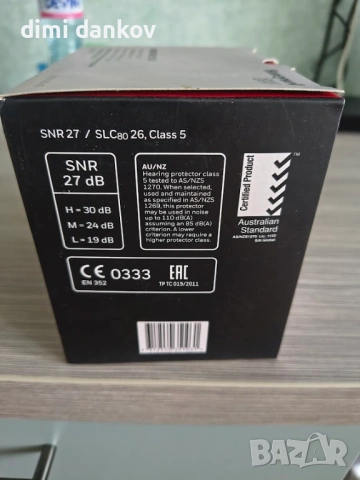 dimi dankov
SNR 27 / SLC80 26, Class 5
SNR
27 dB
H = 30 dB
M = 24 dB
L = 19 dB
AU/NZ
Hearing protector class
5 tested to AS/NZS
1270. When selected,
used and maintained
as specified in AS/NZS
1269, this protector
may be used in noise
up to 110 dB(A)
assuming an 85 dB(A)
criterion. A lower
criterion may require a
higher protector class.
Certified Product
™
Australian
Standard
CE 0333
EN 352
EAC
TP TC 019/2011
bazar